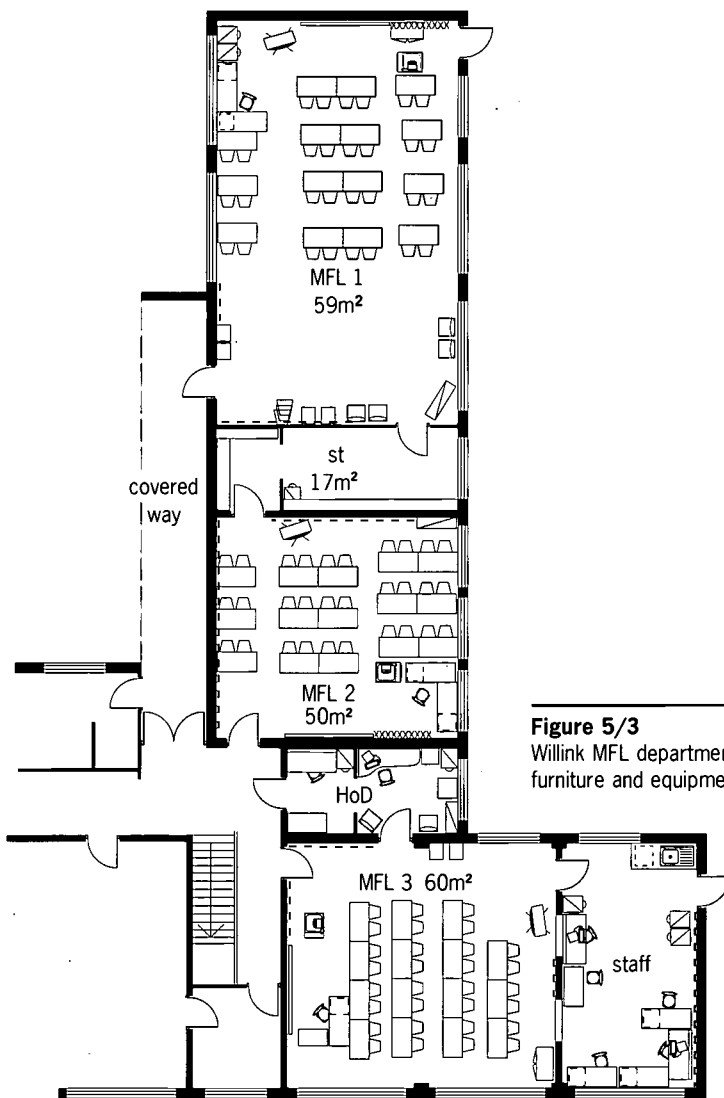 MFL 1
59m²
st
17m²
covered
way
MFL 2
50m²
HoD
Figure 5/3
Willink MFL departmen
furniture and equipme
MFL 3 60m²
staff